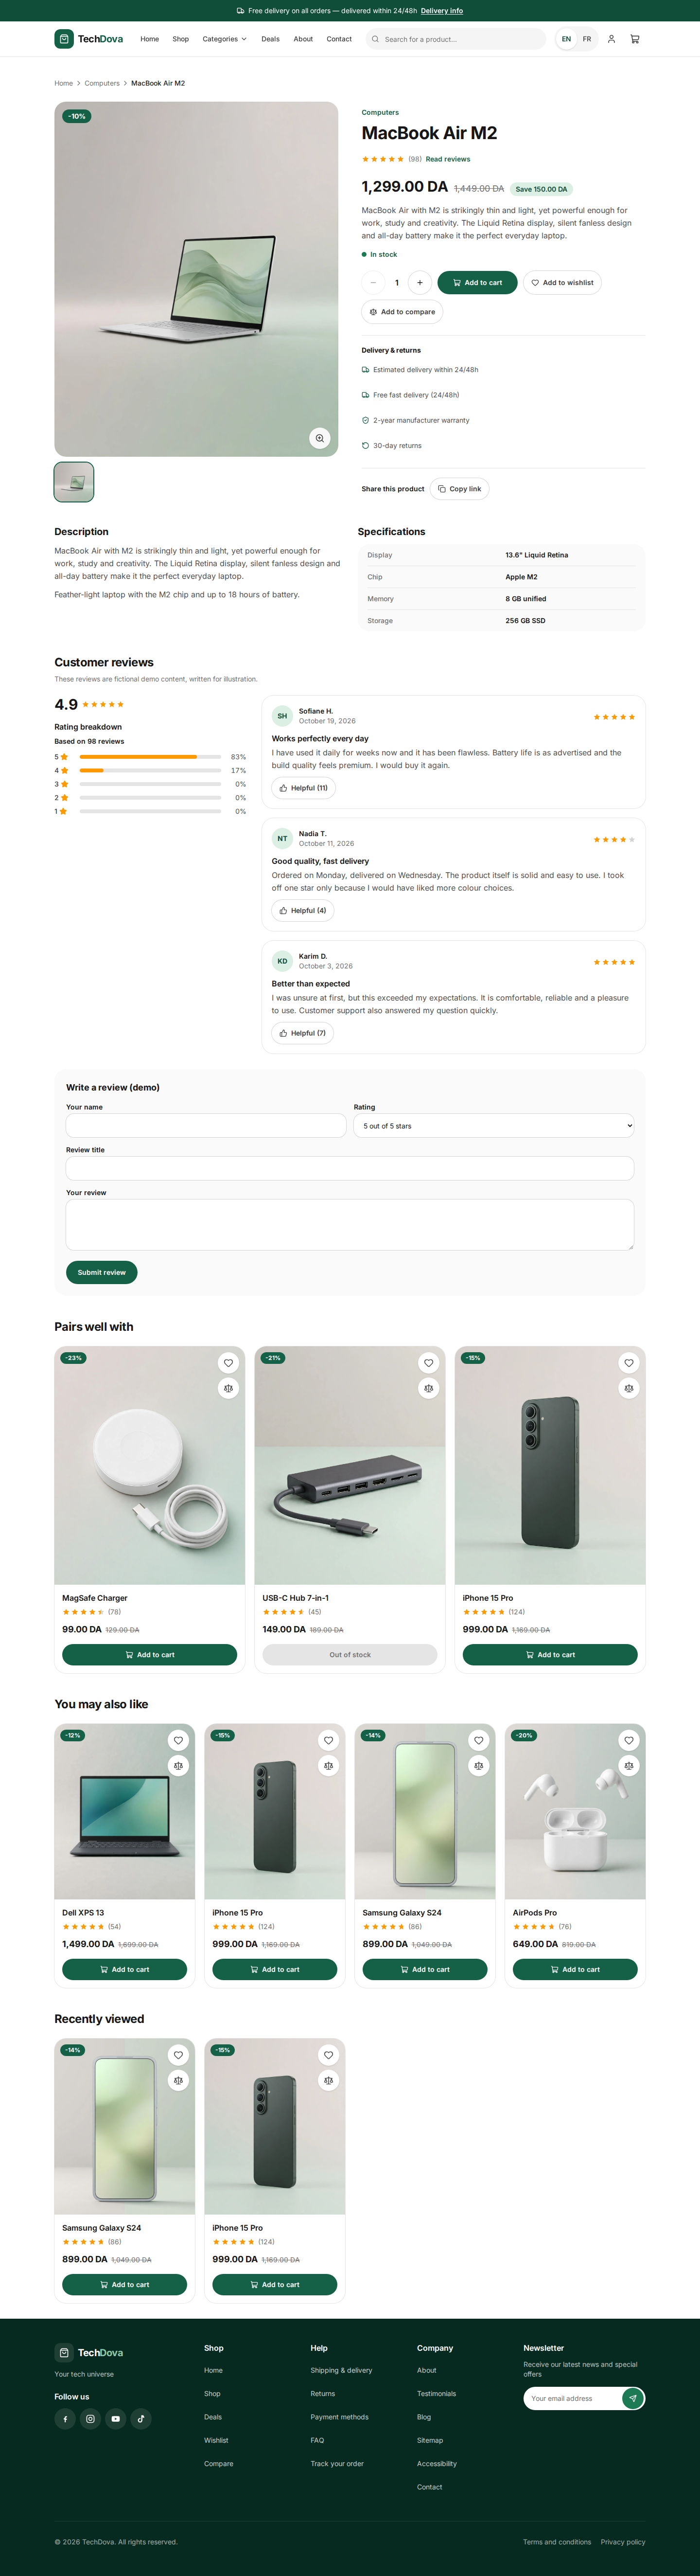 Free delivery on all orders — delivered within 24/48h Delivery info
TechDova
Home
Shop
Categories
Deals
About
Contact
Search for a product...
EN
FR
Home > Computers > MacBook Air M2
-10%
Computers
MacBook Air M2
(98) Read reviews
1,299.00 DA 1,449.00 DA Save 150.00 DA
MacBook Air with M2 is strikingly thin and light, yet powerful enough for
work, study and creativity. The Liquid Retina display, silent fanless design
and all-day battery make it the perfect everyday laptop.
In stock
− 1 + Add to cart Add to wishlist
Add to compare
Delivery & returns
Estimated delivery within 24/48h
Free fast delivery (24/48h)
2-year manufacturer warranty
30-day returns
Share this product Copy link
Description
MacBook Air with M2 is strikingly thin and light, yet powerful enough for
work, study and creativity. The Liquid Retina display, silent fanless design and
all-day battery make it the perfect everyday laptop.
Feather-light laptop with the M2 chip and up to 18 hours of battery.
Specifications
Display 13.6" Liquid Retina
Chip Apple M2
Memory 8 GB unified
Storage 256 GB SSD
Customer reviews
These reviews are fictional demo content, written for illustration.
4.9
Rating breakdown
Based on 98 reviews
5 83%
4 17%
3 0%
2 0%
1 0%
SH
Sofiane H.
October 19, 2026
Works perfectly every day
I have used it daily for weeks now and it has been flawless. Battery life is as advertised and the
build quality feels premium. I would buy it again.
Helpful (11)
NT
Nadia T.
October 11, 2026
Good quality, fast delivery
Ordered on Monday, delivered on Wednesday. The product itself is solid and easy to use. I took
off one star only because I would have liked more colour choices.
Helpful (4)
KD
Karim D.
October 3, 2026
Better than expected
I was unsure at first, but this exceeded my expectations. It is comfortable, reliable and a pleasure
to use. Customer support also answered my question quickly.
Helpful (7)
Write a review (demo)
Your name
Rating
5 out of 5 stars
Review title
Your review
Submit review
Pairs well with
-23%
MagSafe Charger
(78)
99.00 DA 129.00 DA
Add to cart
-21%
USB-C Hub 7-in-1
(45)
149.00 DA 189.00 DA
Out of stock
-15%
iPhone 15 Pro
(124)
999.00 DA 1,169.00 DA
Add to cart
You may also like
-12%
Dell XPS 13
(54)
1,499.00 DA 1,699.00 DA
Add to cart
-15%
iPhone 15 Pro
(124)
999.00 DA 1,169.00 DA
Add to cart
-14%
Samsung Galaxy S24
(86)
899.00 DA 1,049.00 DA
Add to cart
-20%
AirPods Pro
(76)
649.00 DA 819.00 DA
Add to cart
Recently viewed
-14%
Samsung Galaxy S24
(86)
899.00 DA 1,049.00 DA
Add to cart
-15%
iPhone 15 Pro
(124)
999.00 DA 1,169.00 DA
Add to cart
TechDova
Your tech universe
Follow us
Shop
Home
Shop
Deals
Wishlist
Compare
Help
Shipping & delivery
Returns
Payment methods
FAQ
Track your order
Company
About
Testimonials
Blog
Sitemap
Accessibility
Contact
Newsletter
Receive our latest news and special
offers
Your email address
© 2026 TechDova. All rights reserved.
Terms and conditions
Privacy policy